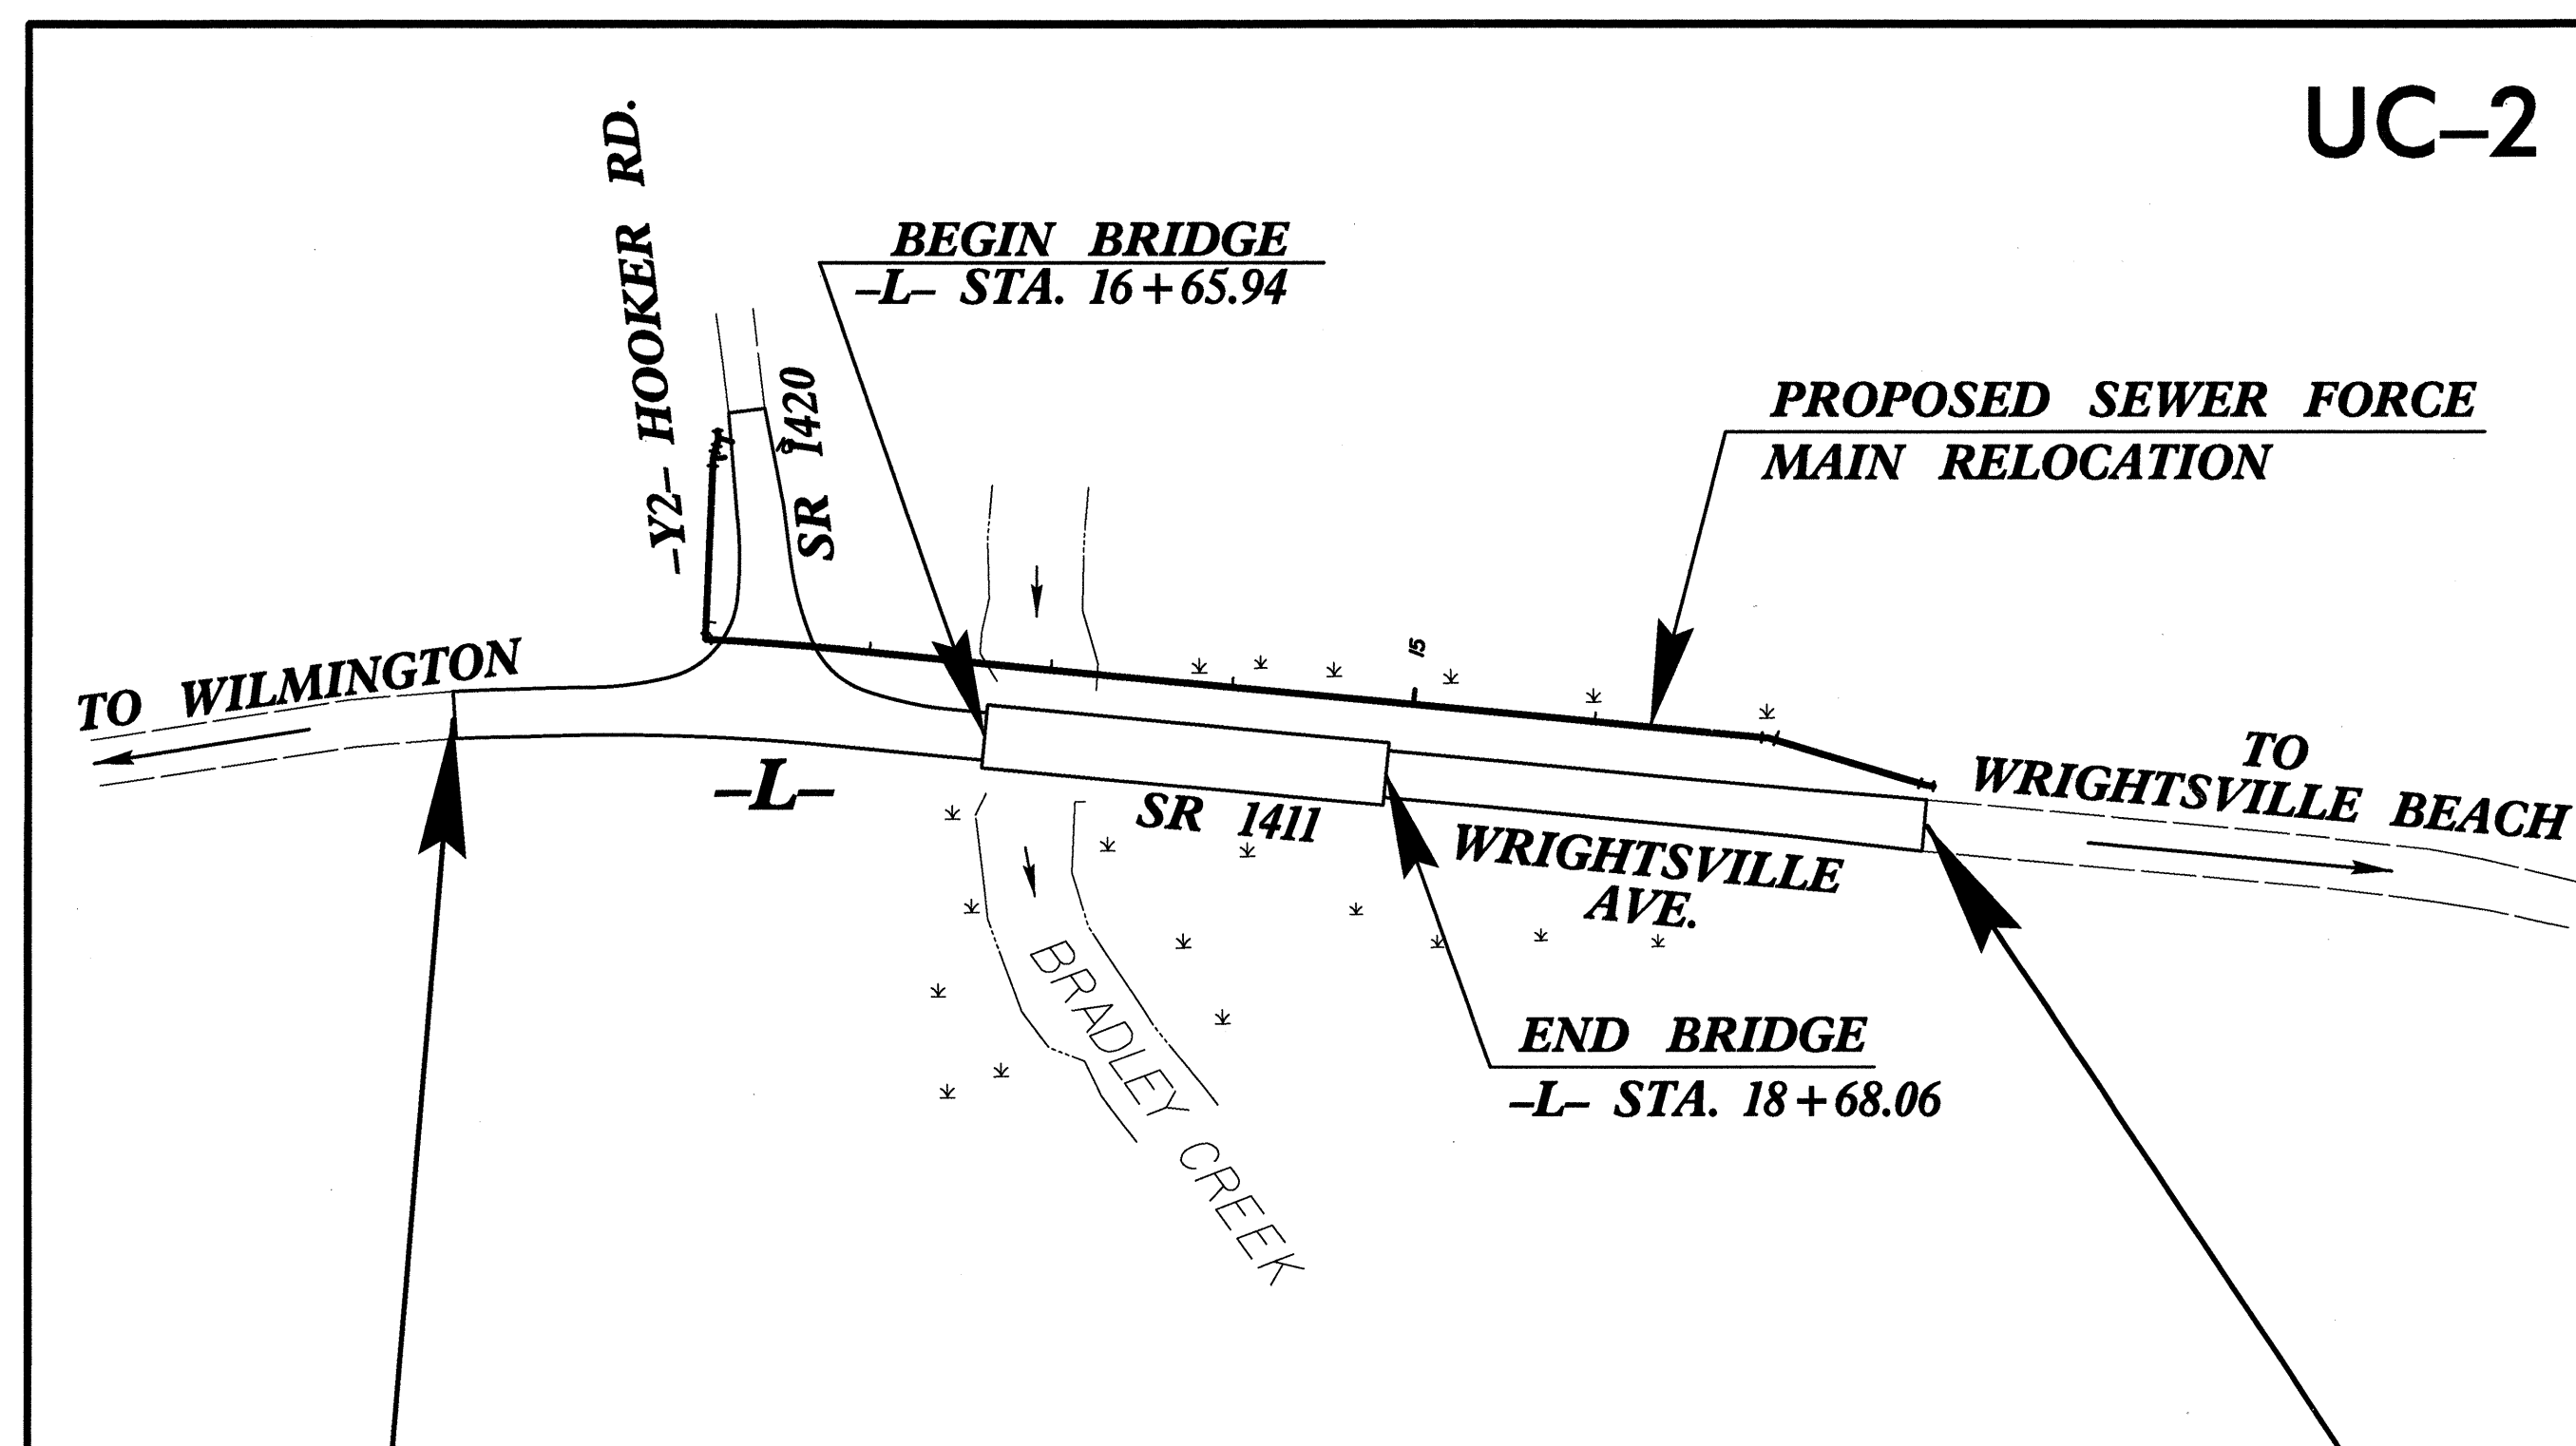 UC–2
–Y2– HOOKER RD.
BEGIN BRIDGE
–L– STA. 16+65.94
SR 1420
PROPOSED SEWER FORCE
MAIN RELOCATION
15
TO WILMINGTON
–L–
SR 1411
WRIGHTSVILLE
AVE.
TO
WRIGHTSVILLE BEACH
BRADLEY CREEK
END BRIDGE
–L– STA. 18+68.06